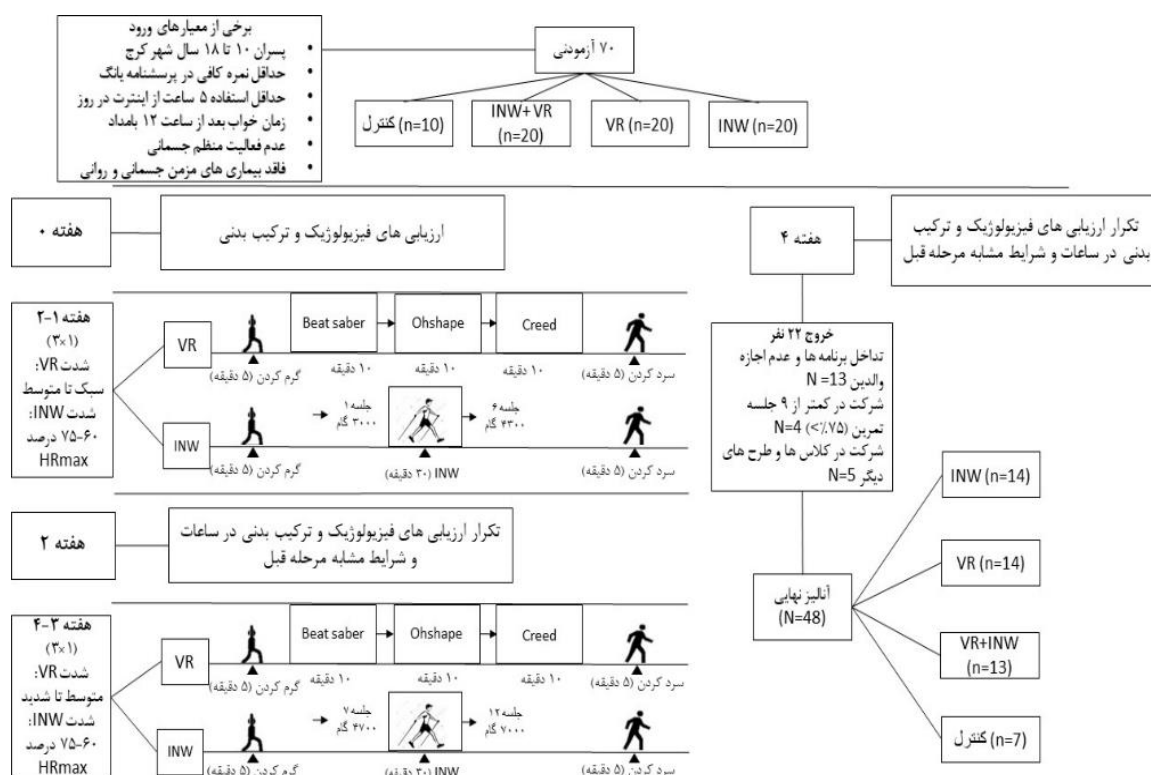 برخی از معیارهای ورود
• پسران ۱۰ تا ۱۸ سال شهر کرج
• حداقل نمره کافی در پرسشنامه یانگ
• حداقل استفاده ۵ ساعت از اینترت در روز
• زمان خواب بعد از ساعت ۱۲ بامداد
• عدم فعالیت منظم جسمانی
• فاقد بیماری های مزمن جسمانی و روانی
۷۰ آزمودنی
کنترل (n=10)
INW+ VR
(n=20)
VR (n=20)
INW (n=20)
هفته ۰
ارزیابی های فیزیولوژیک و ترکیب بدنی
هفته ۱-۲
(۳×۱)
شدت VR:
سبک تا متوسط
شدت INW:
۷۵-۶۰ درصد
HRmax
VR
گرم کردن (۵ دقیقه)
Beat saber
۱۰ دقیقه
Ohshape
۱۰ دقیقه
Creed
۱۰ دقیقه
سرد کردن (۵ دقیقه)
INW
گرم کردن (۵ دقیقه)
جلسه ۱
۳۰۰۰ گام
INW (۳۰ دقیقه)
جلسه ۶
۴۳۰۰ گام
سرد کردن (۵ دقیقه)
هفته ۲
تکرار ارزیابی های فیزیولوژیک و ترکیب بدنی در ساعات
و شرایط مشابه مرحله قبل
هفته ۳-۴
(۳×۱)
شدت VR:
متوسط تا شدید
شدت INW:
۷۵-۶۰ درصد
HRmax
VR
گرم کردن (۵ دقیقه)
Beat saber
۱۰ دقیقه
Ohshape
۱۰ دقیقه
Creed
۱۰ دقیقه
سرد کردن (۵ دقیقه)
INW
گرم کردن (۵ دقیقه)
جلسه ۷
۴۷۰۰ گام
INW (۳۰ دقیقه)
جلسه ۱۲
۷۰۰۰ گام
سرد کردن (۵ دقیقه)
هفته ۴
تکرار ارزیابی های فیزیولوژیک و ترکیب
بدنی در ساعات و شرایط مشابه مرحله قبل
خروج ۲۲ نفر
تداخل برنامه ها و عدم اجازه
والدین N =13
شرکت در کمتر از ۹ جلسه
تمرین (۷۵٪>) N=4
شرکت در کلاس ها و طرح های
دیگر N=5
آنالیز نهایی
(N=48)
INW (n=14)
VR (n=14)
VR+INW
(n=13)
کنترل (n=7)